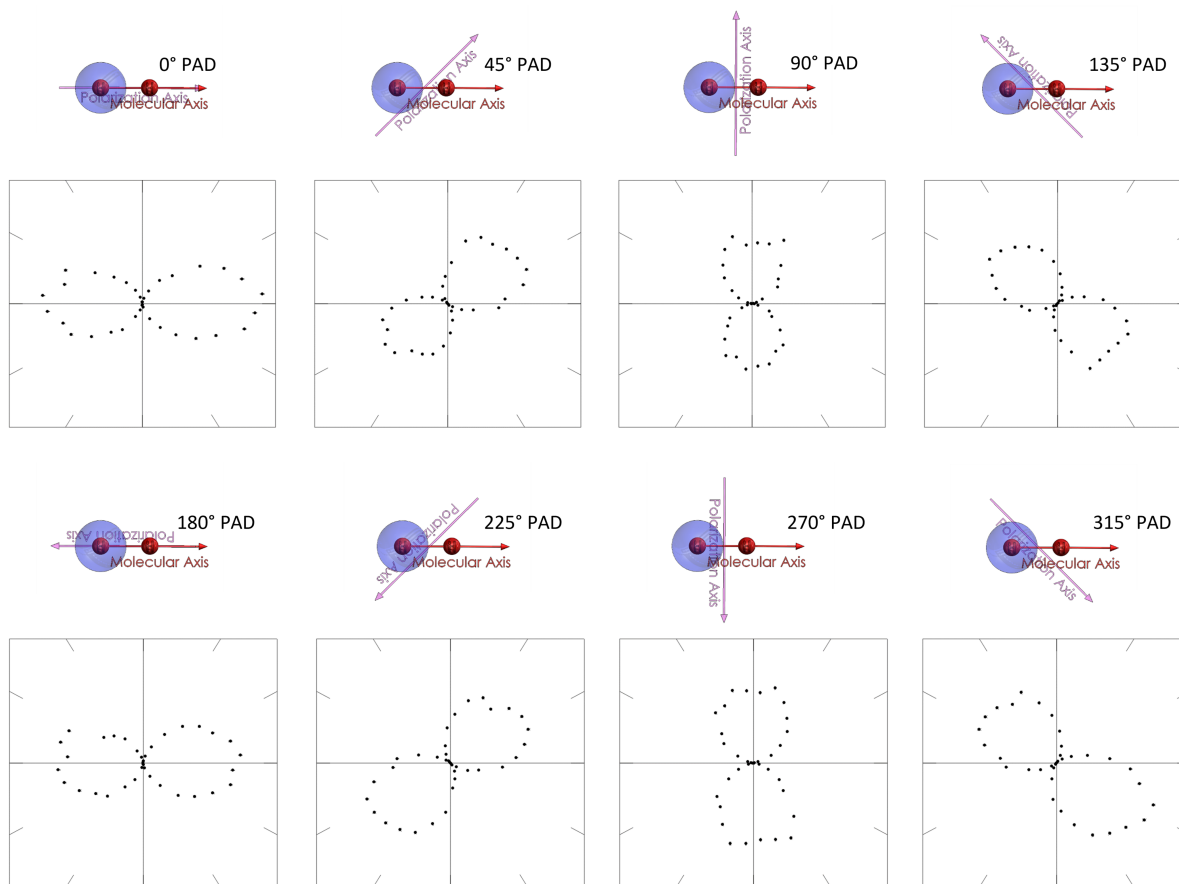 0° PAD
Polarization Axis
Molecular Axis
45° PAD
Polarization Axis
Molecular Axis
90° PAD
Polarization Axis
Molecular Axis
135° PAD
Polarization Axis
Molecular Axis
180° PAD
Polarization Axis
Molecular Axis
225° PAD
Polarization Axis
Molecular Axis
270° PAD
Polarization Axis
Molecular Axis
315° PAD
Polarization Axis
Molecular Axis